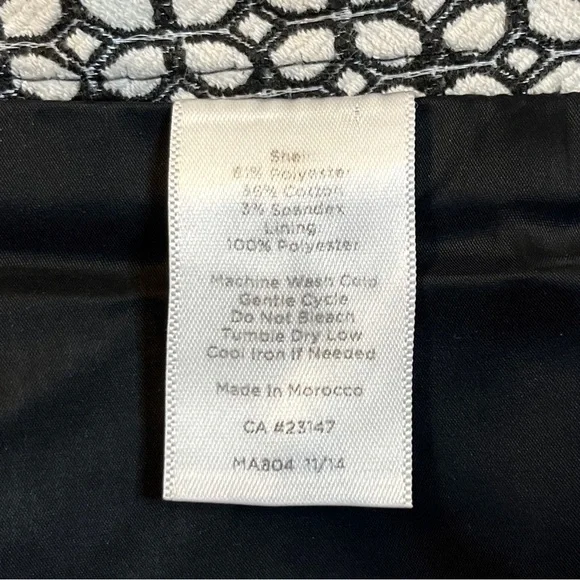 Shell:
61% Polyester
36% Cotton
3% Spandex
Lining:
100% Polyester
Machine Wash Cold
Gentle Cycle
Do Not Bleach
Tumble Dry Low
Cool Iron If Needed
Made In Morocco
CA #23147
MA804 11/14